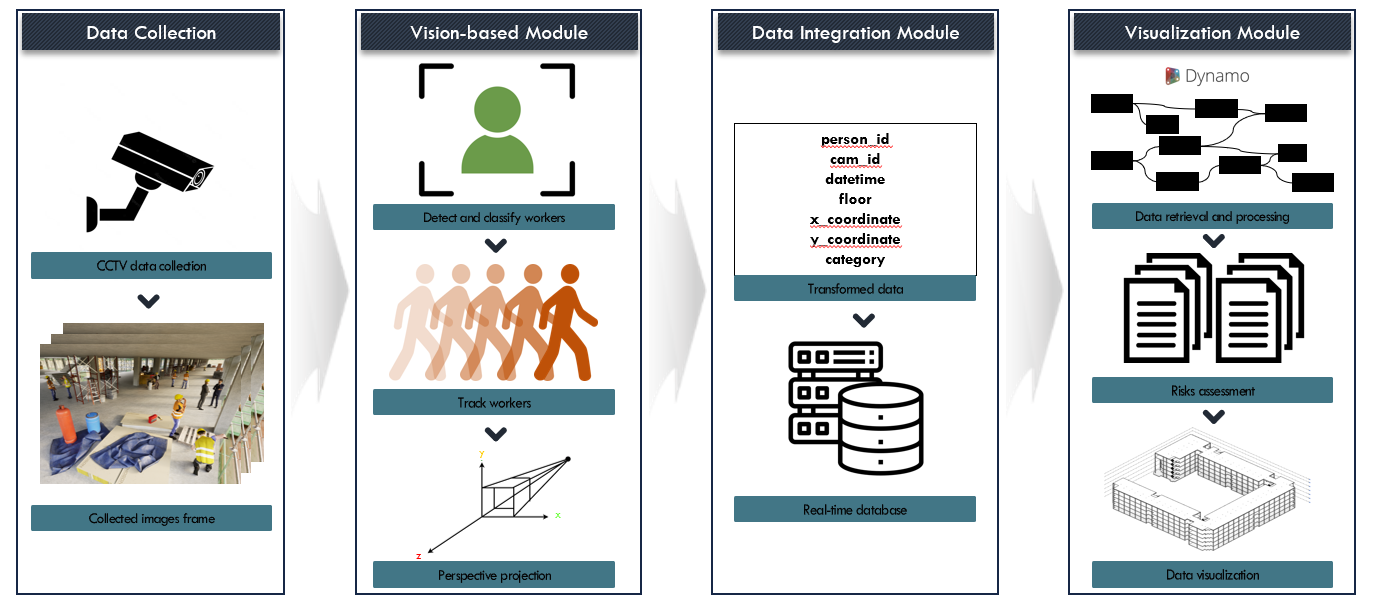 Data Collection
CCTV data collection
Collected images frame
Vision-based Module
Detect and classify workers
Track workers
y
x
z
Perspective projection
Data Integration Module
person_id
cam_id
datetime
floor
x_coordinate
y_coordinate
category
Transformed data
Real-time database
Visualization Module
Dynamo
Data retrieval and processing
Risks assessment
Data visualization